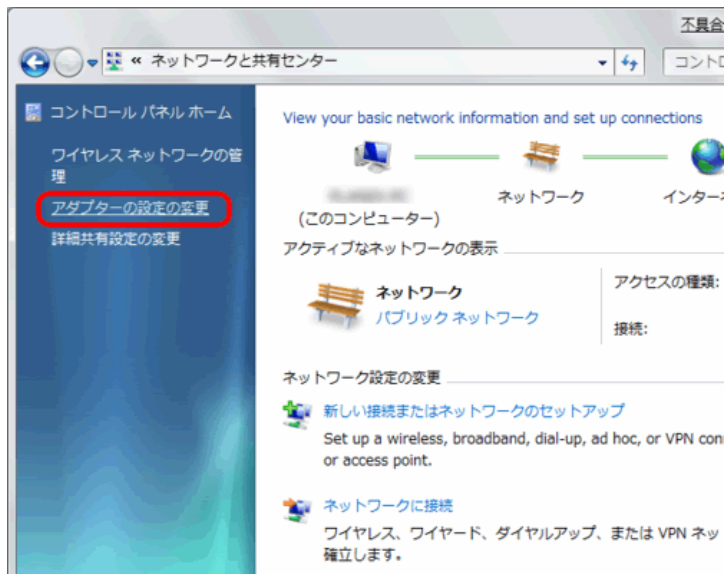 不具合
« ネットワークと共有センター
コントロ
コントロール パネル ホーム
ワイヤレス ネットワークの管
理
アダプターの設定の変更
詳細共有設定の変更
View your basic network information and set up connections
ネットワーク
インターネ
(このコンピューター)
アクティブなネットワークの表示
ネットワーク
パブリック ネットワーク
アクセスの種類:
接続:
ネットワーク設定の変更
新しい接続またはネットワークのセットアップ
Set up a wireless, broadband, dial-up, ad hoc, or VPN con
or access point.
ネットワークに接続
ワイヤレス、ワイヤード、ダイヤルアップ、または VPN ネッ
確立します。